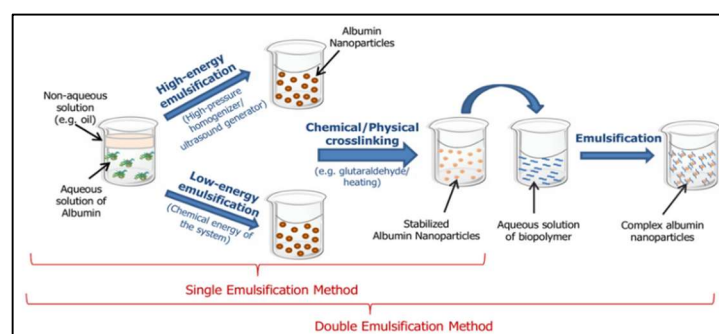 Non-aqueous
solution
(e.g. oil)
Aqueous
solution of
Albumin
High-energy
emulsification
(High-pressure
homogenizer/
ultrasound generator)
Low-energy
emulsification
(Chemical energy of
the system)
Albumin
Nanoparticles
Chemical/Physical
crosslinking
(e.g. glutaraldehyde/
heating)
Stabilized
Albumin Nanoparticles
Aqueous solution
of biopolymer
Emulsification
Complex albumin
nanoparticles
Single Emulsification Method
Double Emulsification Method